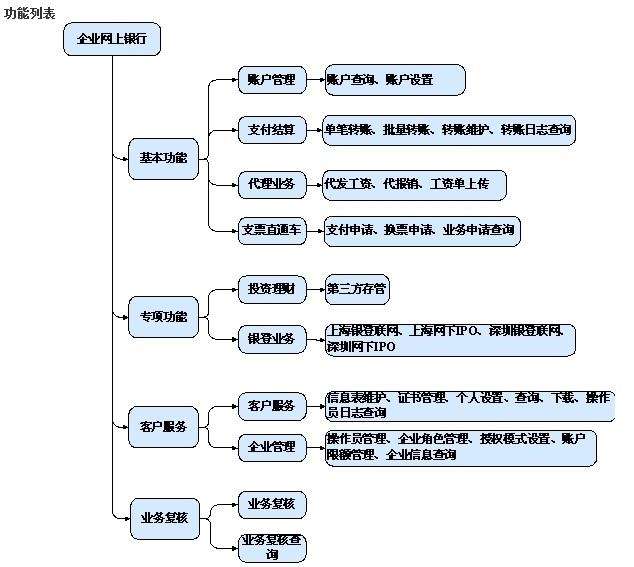 功能列表
企业网上银行
基本功能
账户管理
账户查询、账户设置
支付结算
单笔转账、批量转账、转账维护、转账日志查询
代理业务
代发工资、代报销、工资单上传
支票直通车
支付申请、换票申请、业务申请查询
专项功能
投资理财
第三方存管
银登业务
上海银登联网、上海网下IPO、深圳银登联网、
深圳网下IPO
客户服务
客户服务
信息表维护、证书管理、个人设置、查询、下载、操作
员日志查询
企业管理
操作员管理、企业角色管理、授权模式设置、账户
限额管理、企业信息查询
业务复核
业务复核
业务复核查
询